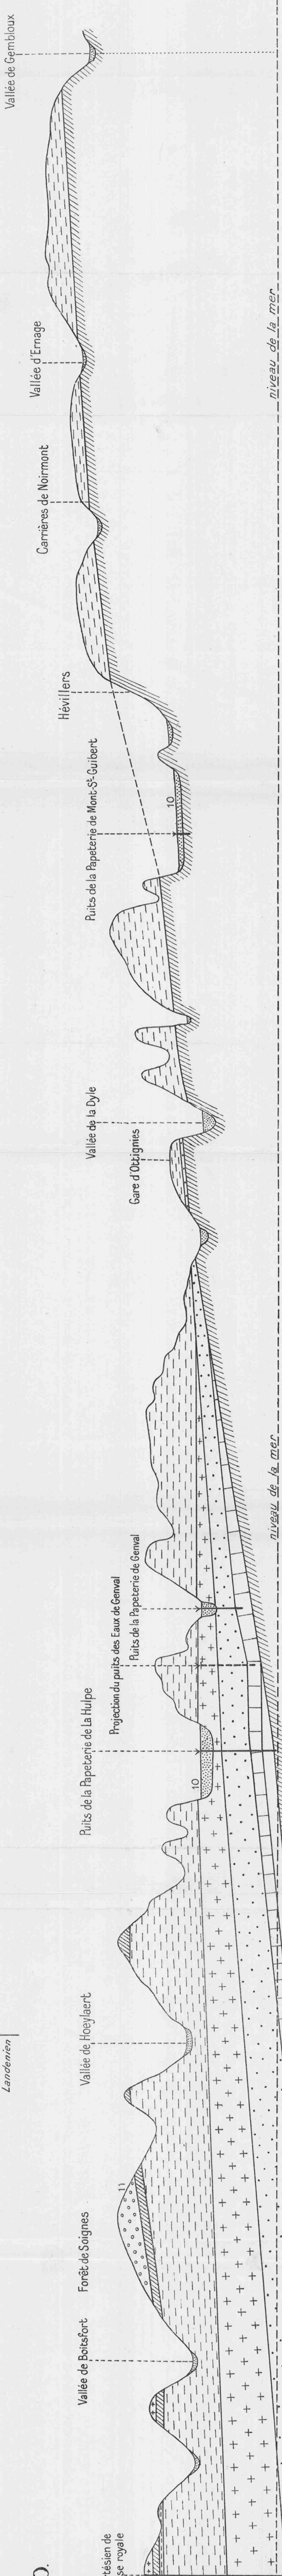 Vallée de Gembloux
Vallée d'Ernage
Carrières de Noirmont
Hévillers
Puits de la Papeterie de Mont-St-Guibert
10
Vallée de la Dyle
Gare d'Ottignies
niveau de la mer
niveau de la mer
Puits de la Papeterie de Genval
Projection du puits des Eaux de Genval
Puits de la Papeterie de La Hulpe
10
Vallée de Hoeylaert
Landenien
Forêt de Soignes
11
Vallée de Boitsfort
tésien de
se royale
O.